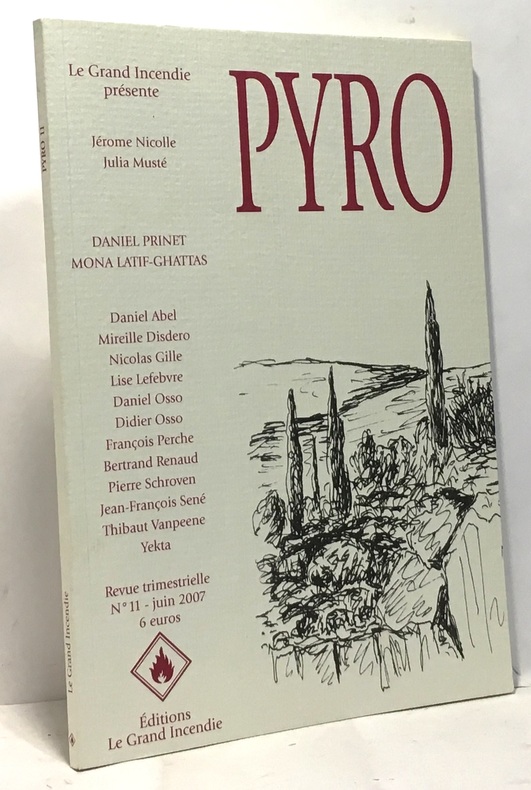 Le Grand Incendie
présente
Jérome Nicolle
Julia Musté
PYRO
DANIEL PRINET
MONA LATIF-GHATTAS
Daniel Abel
Mireille Disdero
Nicolas Gille
Lise Lefebvre
Daniel Osso
Didier Osso
François Perche
Bertrand Renaud
Pierre Schroven
Jean-François Sené
Thibaut Vanpeene
Yekta
Revue trimestrielle
N° 11 - juin 2007
6 euros
Éditions
Le Grand Incendie
PYRO 11
Le Grand Incendie